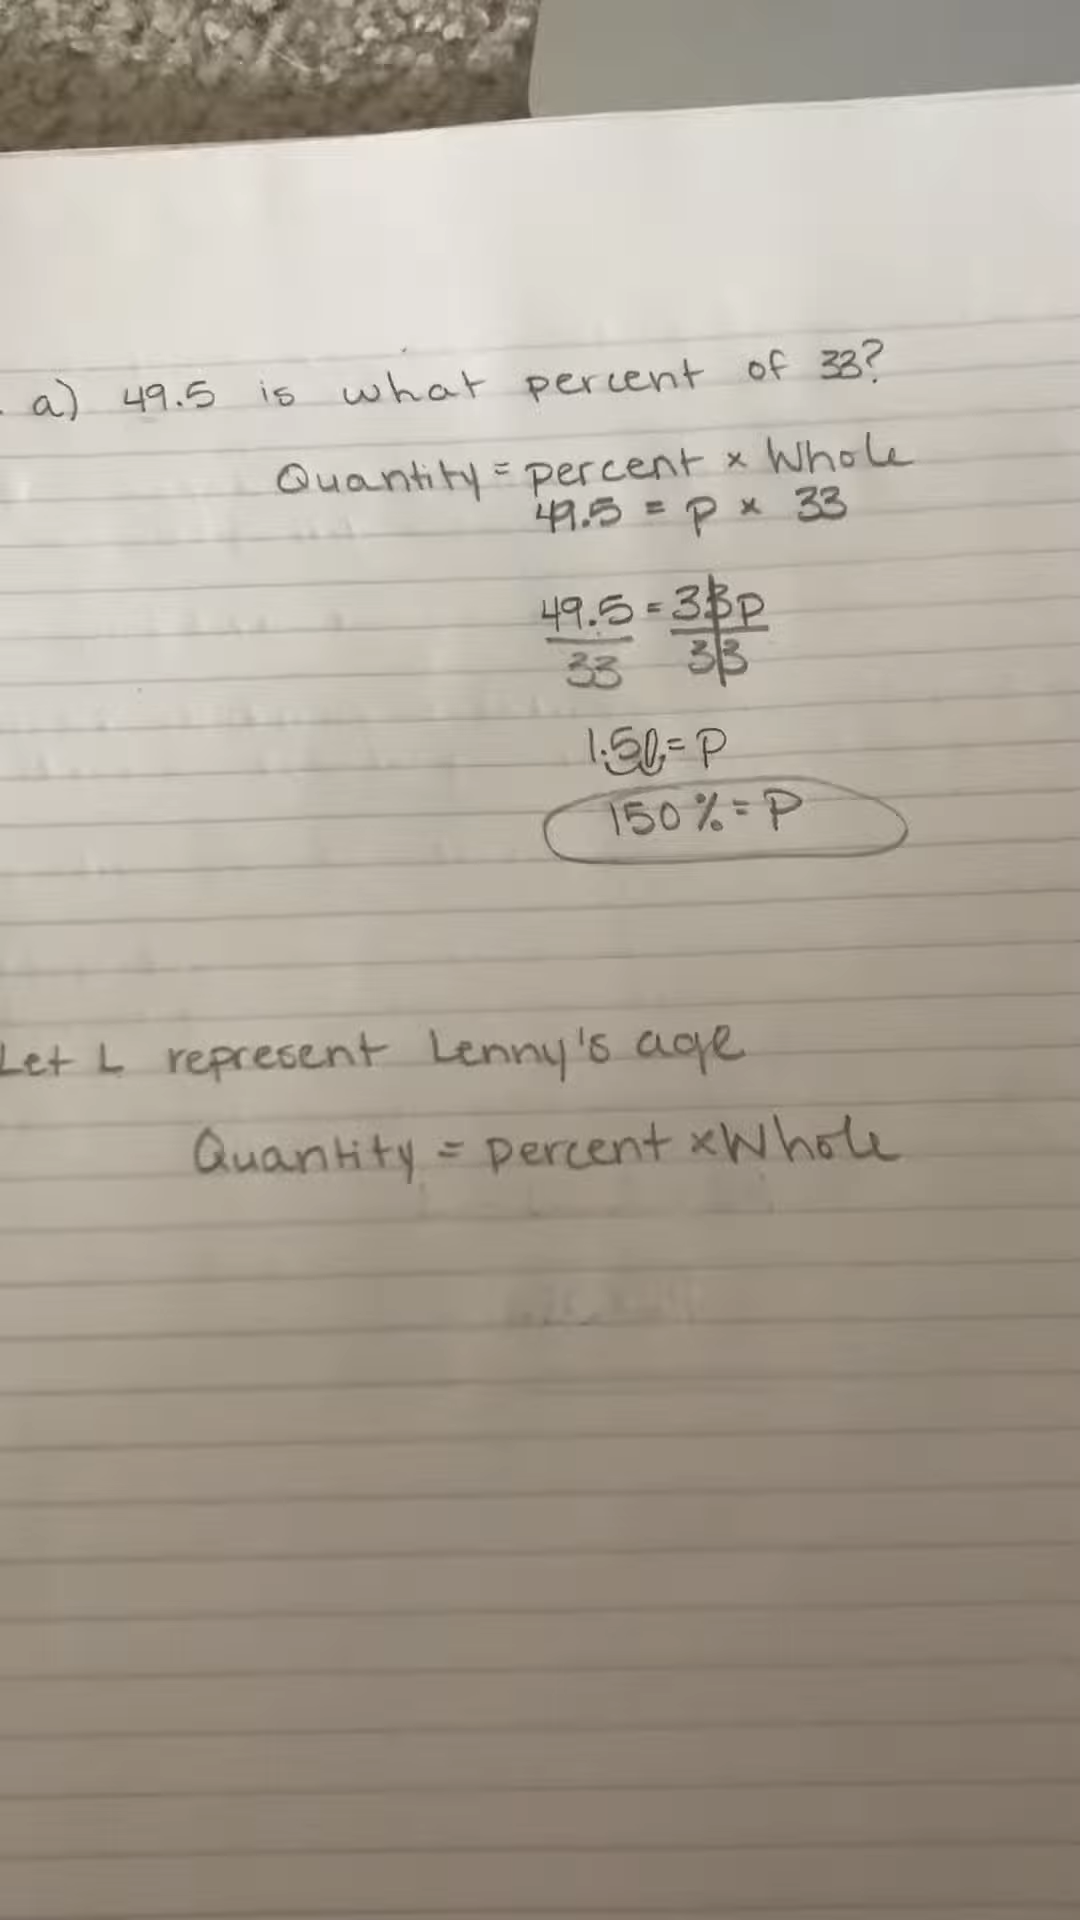 a) 49.5 is what percent of 33?
Quantity = percent × Whole
49.5 = p × 33
49.5 = 33p
33 33
1.50 = P
150% = P
Let L represent Lenny's age
Quantity = percent × Whole